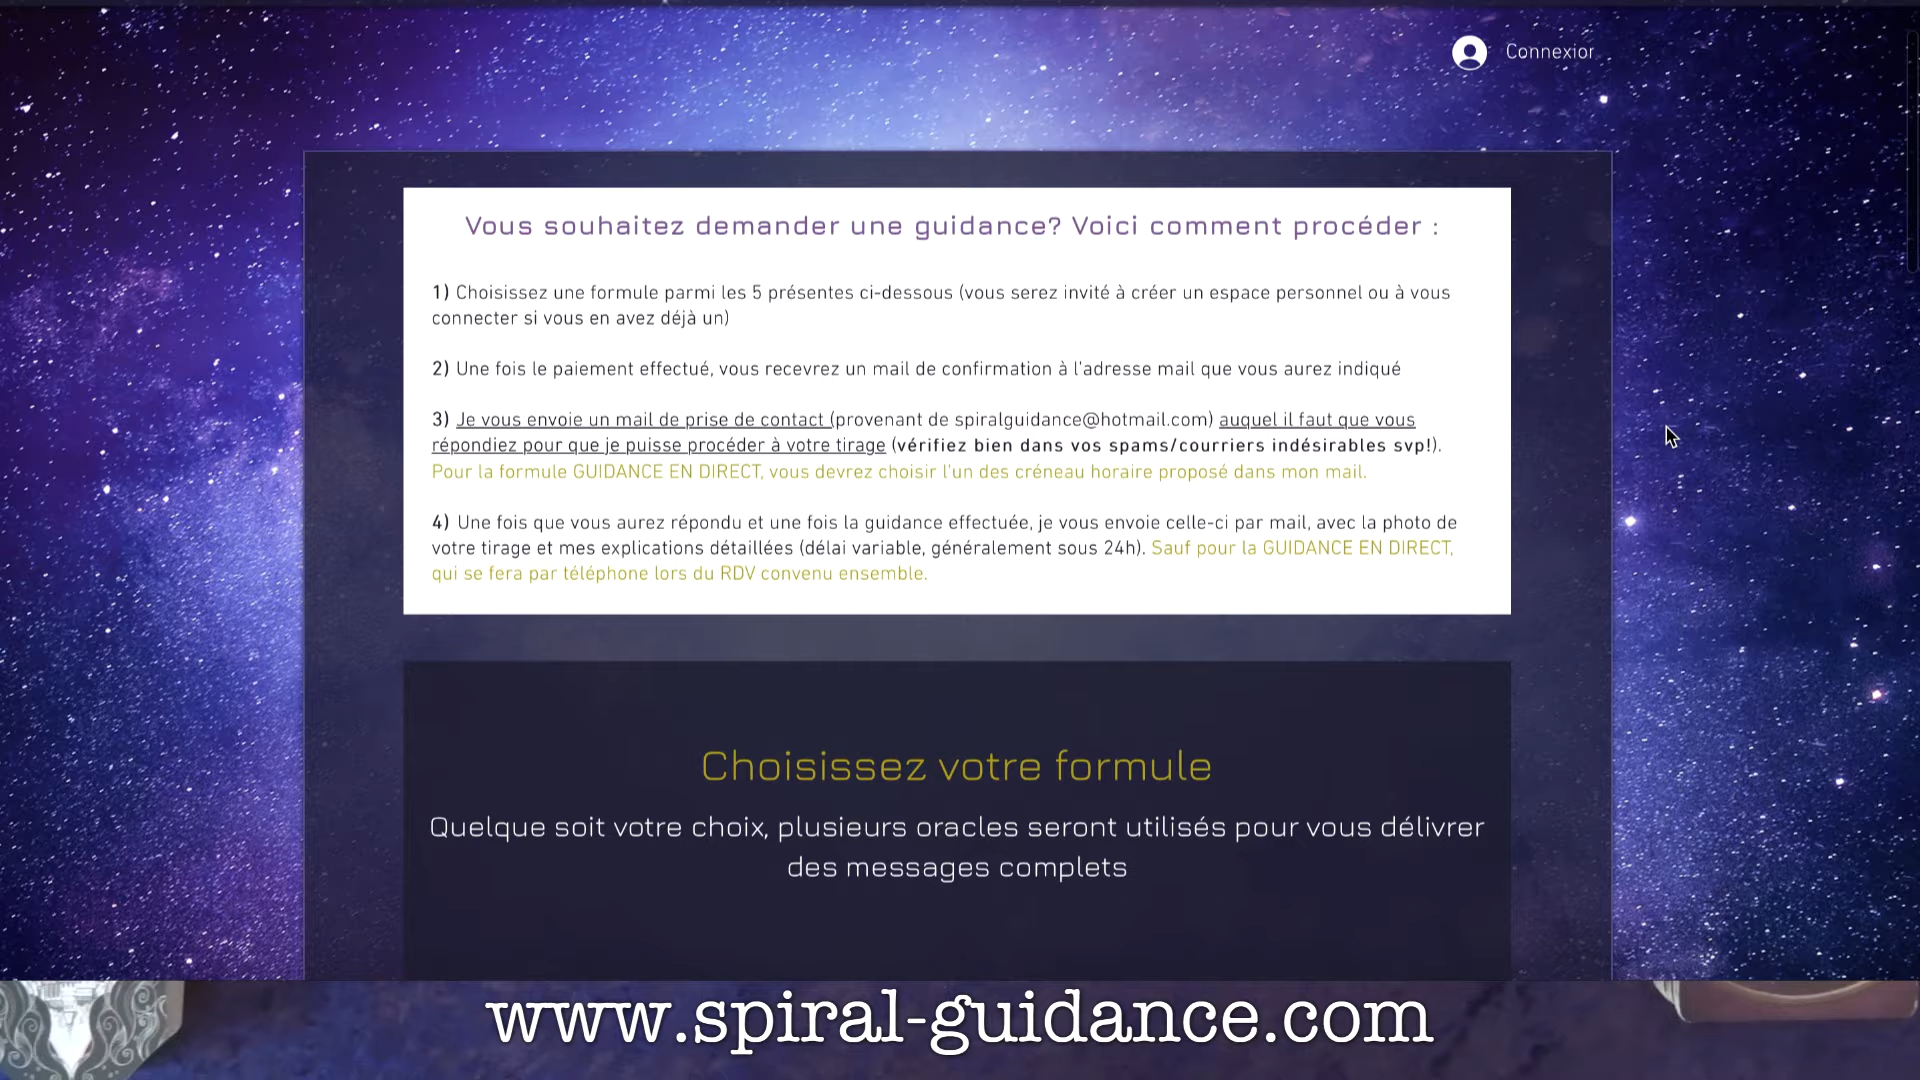 Connexion
Vous souhaitez demander une guidance? Voici comment procéder :
1) Choisissez une formule parmi les 5 présentes ci-dessous (vous serez invité à créer un espace personnel ou à vous
connecter si vous en avez déjà un)
2) Une fois le paiement effectué, vous recevrez un mail de confirmation à l'adresse mail que vous aurez indiqué
3) Je vous envoie un mail de prise de contact (provenant de spiralguidance@hotmail.com) auquel il faut que vous
répondiez pour que je puisse procéder à votre tirage (vérifiez bien dans vos spams/courriers indésirables svp!).
Pour la formule GUIDANCE EN DIRECT, vous devrez choisir l'un des créneau horaire proposé dans mon mail.
4) Une fois que vous aurez répondu et une fois la guidance effectuée, je vous envoie celle-ci par mail, avec la photo de
votre tirage et mes explications détaillées (délai variable, généralement sous 24h). Sauf pour la GUIDANCE EN DIRECT,
qui se fera par téléphone lors du RDV convenu ensemble.
Choisissez votre formule
Quelque soit votre choix, plusieurs oracles seront utilisés pour vous délivrer
des messages complets
www.spiral-guidance.com